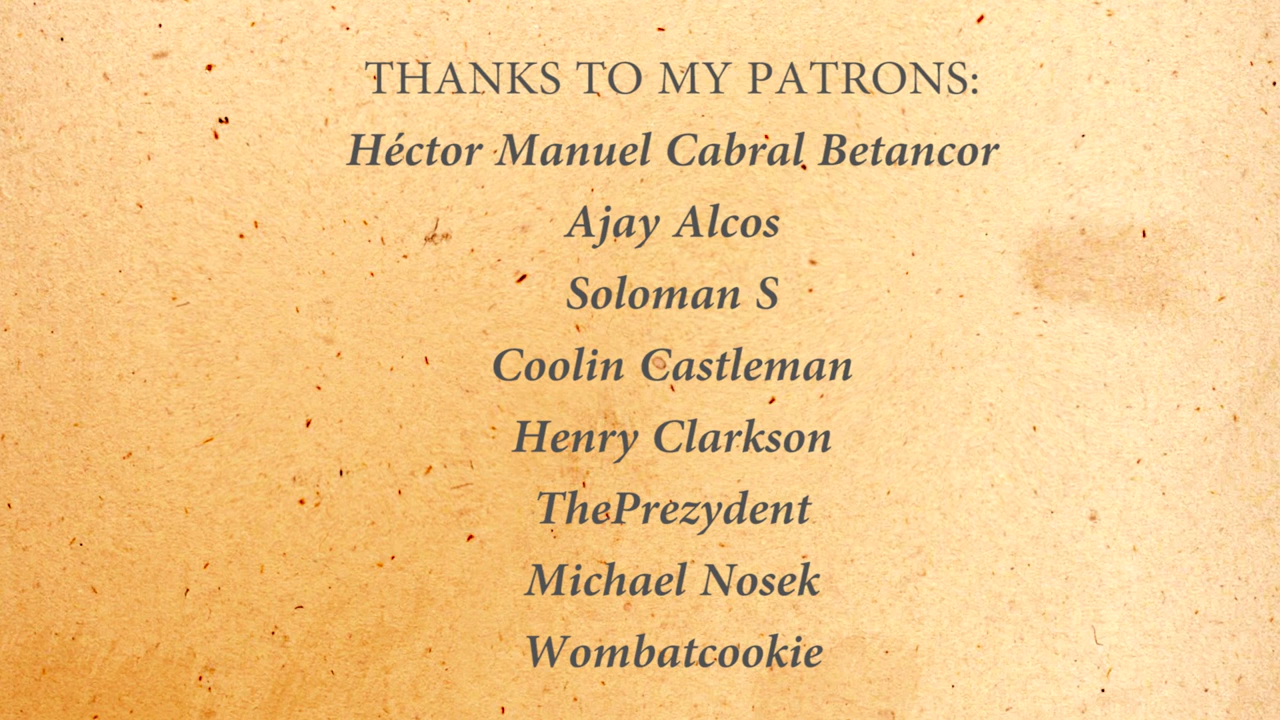 THANKS TO MY PATRONS:
Héctor Manuel Cabral Betancor
Ajay Alcos
Soloman S
Coolin Castleman
Henry Clarkson
ThePrezydent
Michael Nosek
Wombatcookie